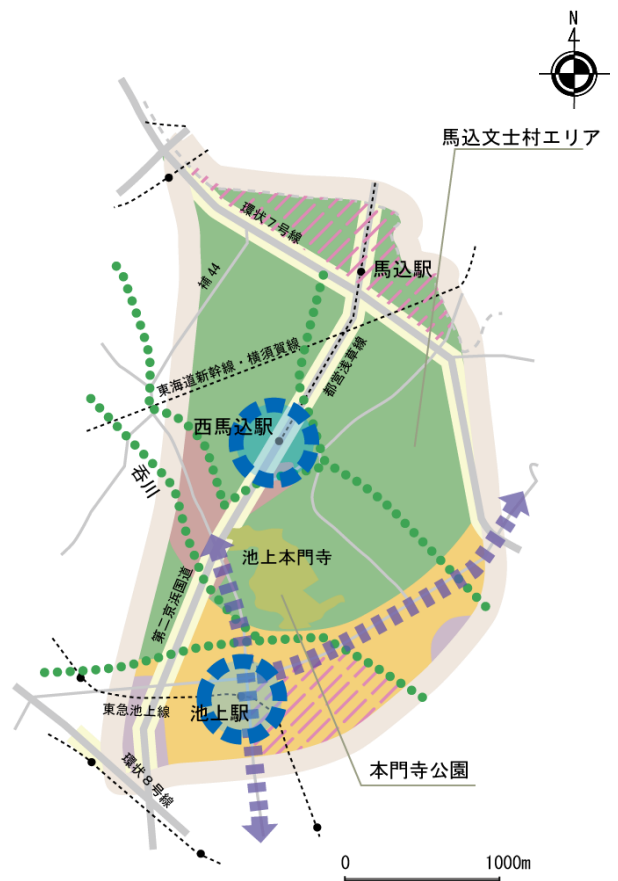 N
馬込文士村エリア
環状7号線
馬込駅
補44
東海道新幹線・横須賀線
都営浅草線
西馬込駅
呑川
池上本門寺
第二京浜国道
東急池上線
池上駅
環状8号線
本門寺公園
0
1000m